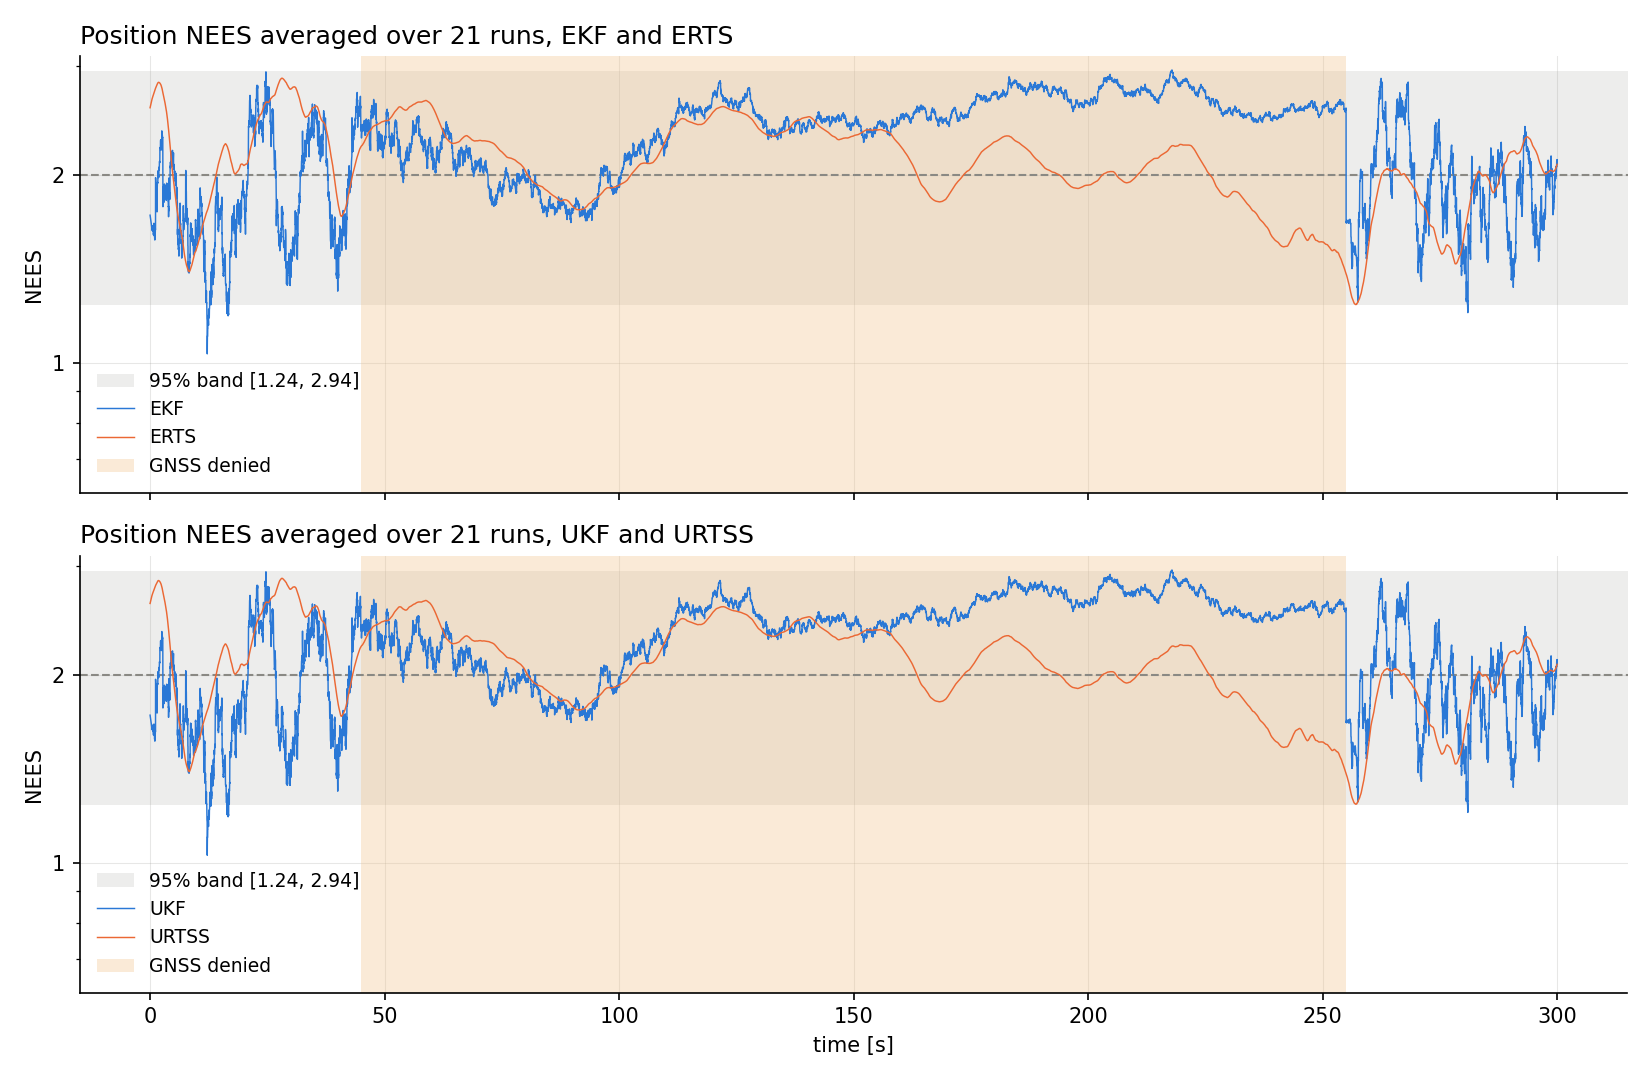 Position NEES averaged over 21 runs, EKF and ERTS
NEES
2
1
95% band [1.24, 2.94]
EKF
ERTS
GNSS denied
Position NEES averaged over 21 runs, UKF and URTSS
NEES
2
1
95% band [1.24, 2.94]
UKF
URTSS
GNSS denied
0 50 100 150 200 250 300
time [s]